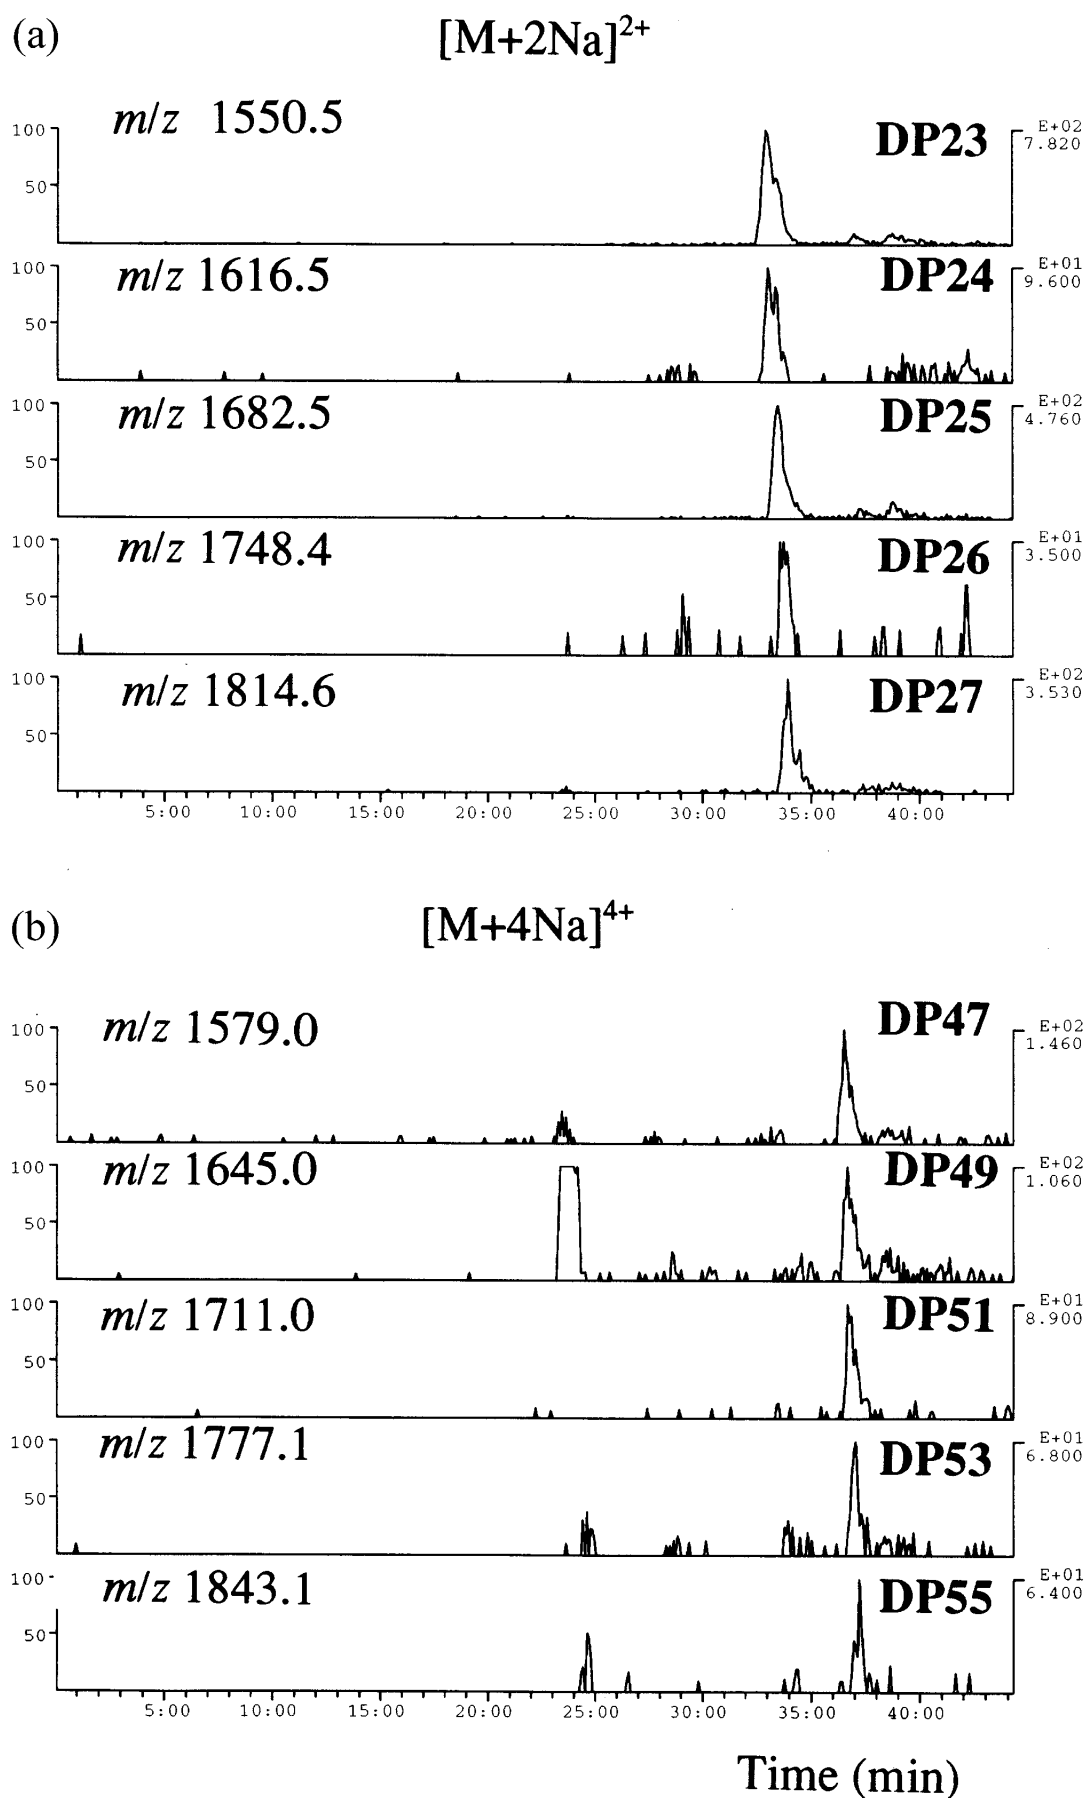 (a)
[M+2Na]2+
m/z 1550.5 DP23 E+02
100 7.820
50
m/z 1616.5 DP24 E+01
100 9.600
50
m/z 1682.5 DP25 E+02
100 4.760
50
m/z 1748.4 DP26 E+01
100 3.500
50
m/z 1814.6 DP27 E+02
100 3.530
50
5:00 10:00 15:00 20:00 25:00 30:00 35:00 40:00
(b)
[M+4Na]4+
m/z 1579.0 DP47 E+02
100 1.460
50
m/z 1645.0 DP49 E+02
100 1.060
50
m/z 1711.0 DP51 E+01
100 8.900
50
m/z 1777.1 DP53 E+01
100 6.800
50
m/z 1843.1 DP55 E+01
100 6.400
50
5:00 10:00 15:00 20:00 25:00 30:00 35:00 40:00
Time (min)